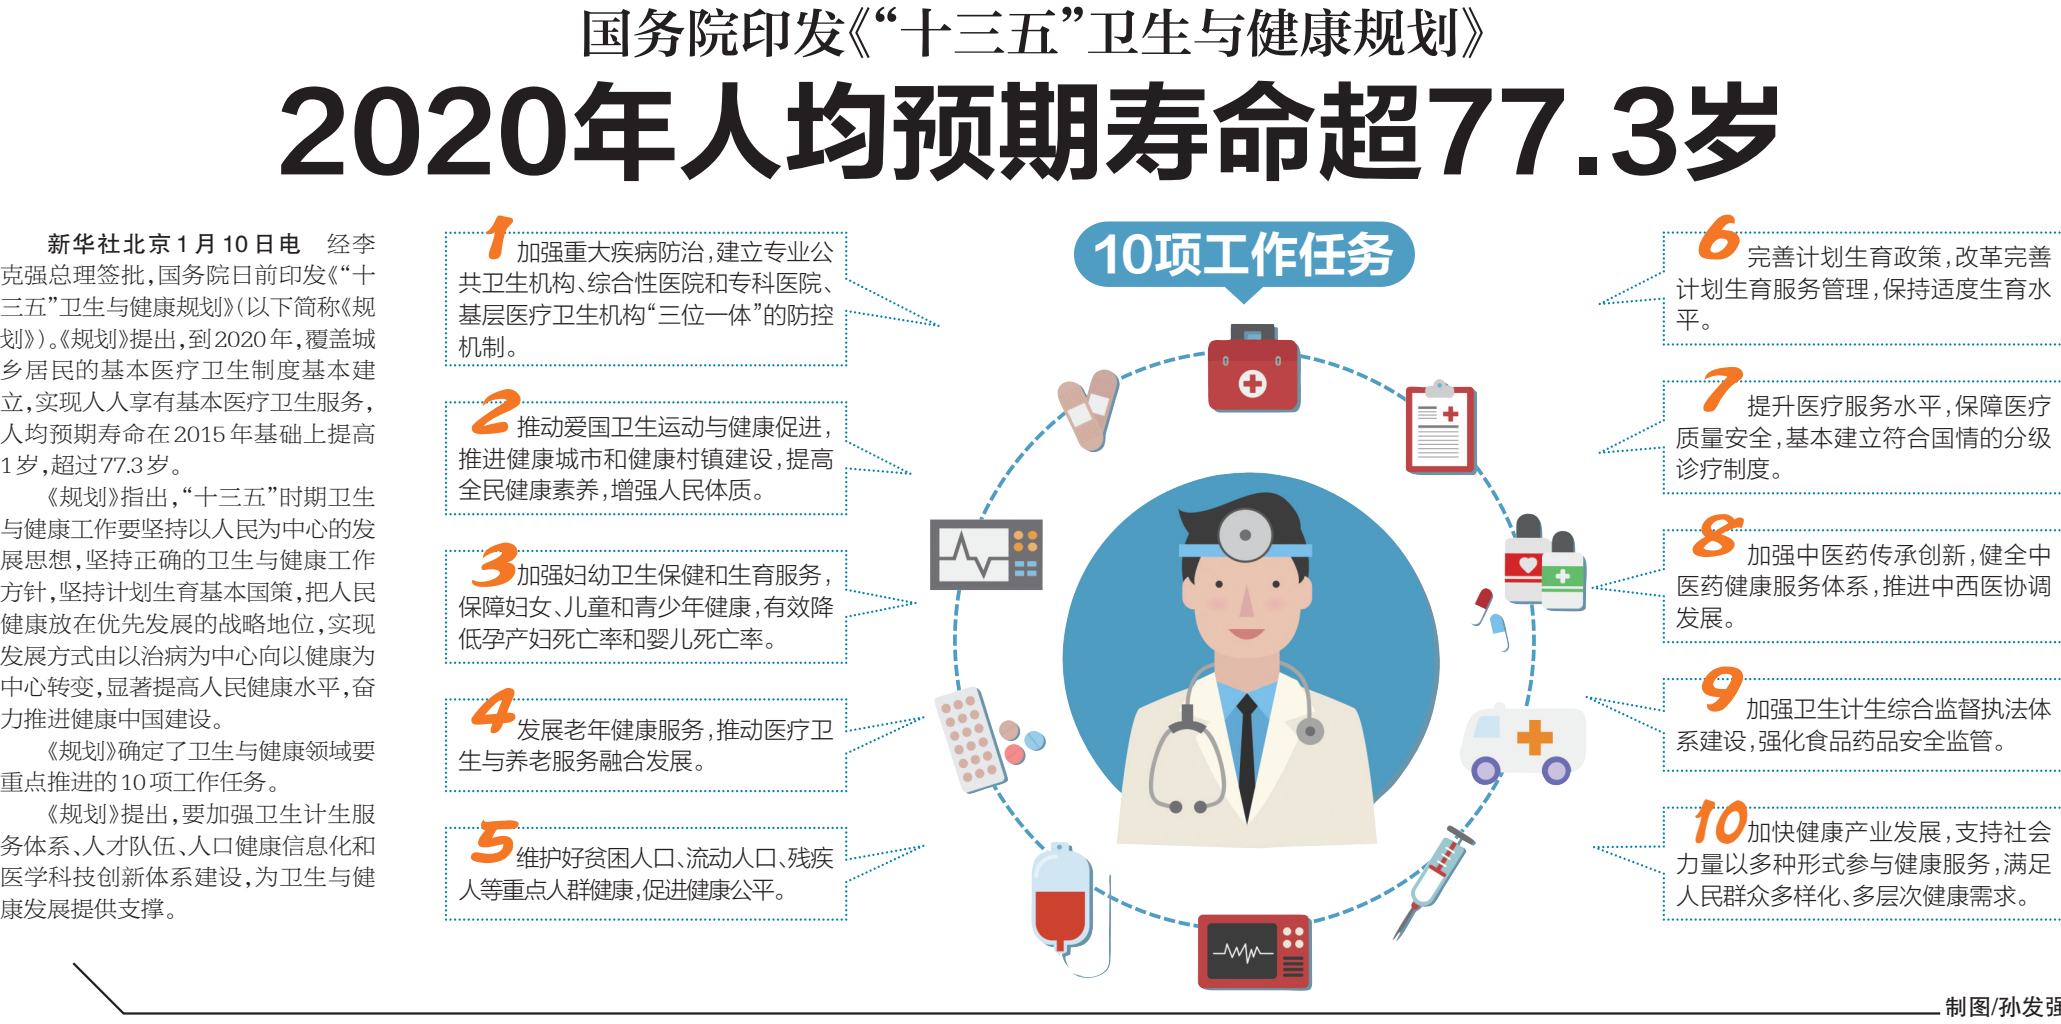 国务院印发《“十三五”卫生与健康规划》
2020年人均预期寿命超77.3岁
新华社北京1月10日电　经李
克强总理签批,国务院日前印发《“十
三五”卫生与健康规划》(以下简称《规
划》)。《规划》提出,到2020年,覆盖城
乡居民的基本医疗卫生制度基本建
立,实现人人享有基本医疗卫生服务,
人均预期寿命在2015年基础上提高
1岁,超过77.3岁。
《规划》指出,“十三五”时期卫生
与健康工作要坚持以人民为中心的发
展思想,坚持正确的卫生与健康工作
方针,坚持计划生育基本国策,把人民
健康放在优先发展的战略地位,实现
发展方式由以治病为中心向以健康为
中心转变,显著提高人民健康水平,奋
力推进健康中国建设。
《规划》确定了卫生与健康领域要
重点推进的10项工作任务。
《规划》提出,要加强卫生计生服
务体系、人才队伍、人口健康信息化和
医学科技创新体系建设,为卫生与健
康发展提供支撑。
10项工作任务
1 加强重大疾病防治,建立专业公
共卫生机构、综合性医院和专科医院、
基层医疗卫生机构“三位一体”的防控
机制。
2 推动爱国卫生运动与健康促进,
推进健康城市和健康村镇建设,提高
全民健康素养,增强人民体质。
3 加强妇幼卫生保健和生育服务,
保障妇女、儿童和青少年健康,有效降
低孕产妇死亡率和婴儿死亡率。
4 发展老年健康服务,推动医疗卫
生与养老服务融合发展。
5 维护好贫困人口、流动人口、残疾
人等重点人群健康,促进健康公平。
6 完善计划生育政策,改革完善
计划生育服务管理,保持适度生育水
平。
7 提升医疗服务水平,保障医疗
质量安全,基本建立符合国情的分级
诊疗制度。
8 加强中医药传承创新,健全中
医药健康服务体系,推进中西医协调
发展。
9 加强卫生计生综合监督执法体
系建设,强化食品药品安全监管。
10 加快健康产业发展,支持社会
力量以多种形式参与健康服务,满足
人民群众多样化、多层次健康需求。
制图/孙发强